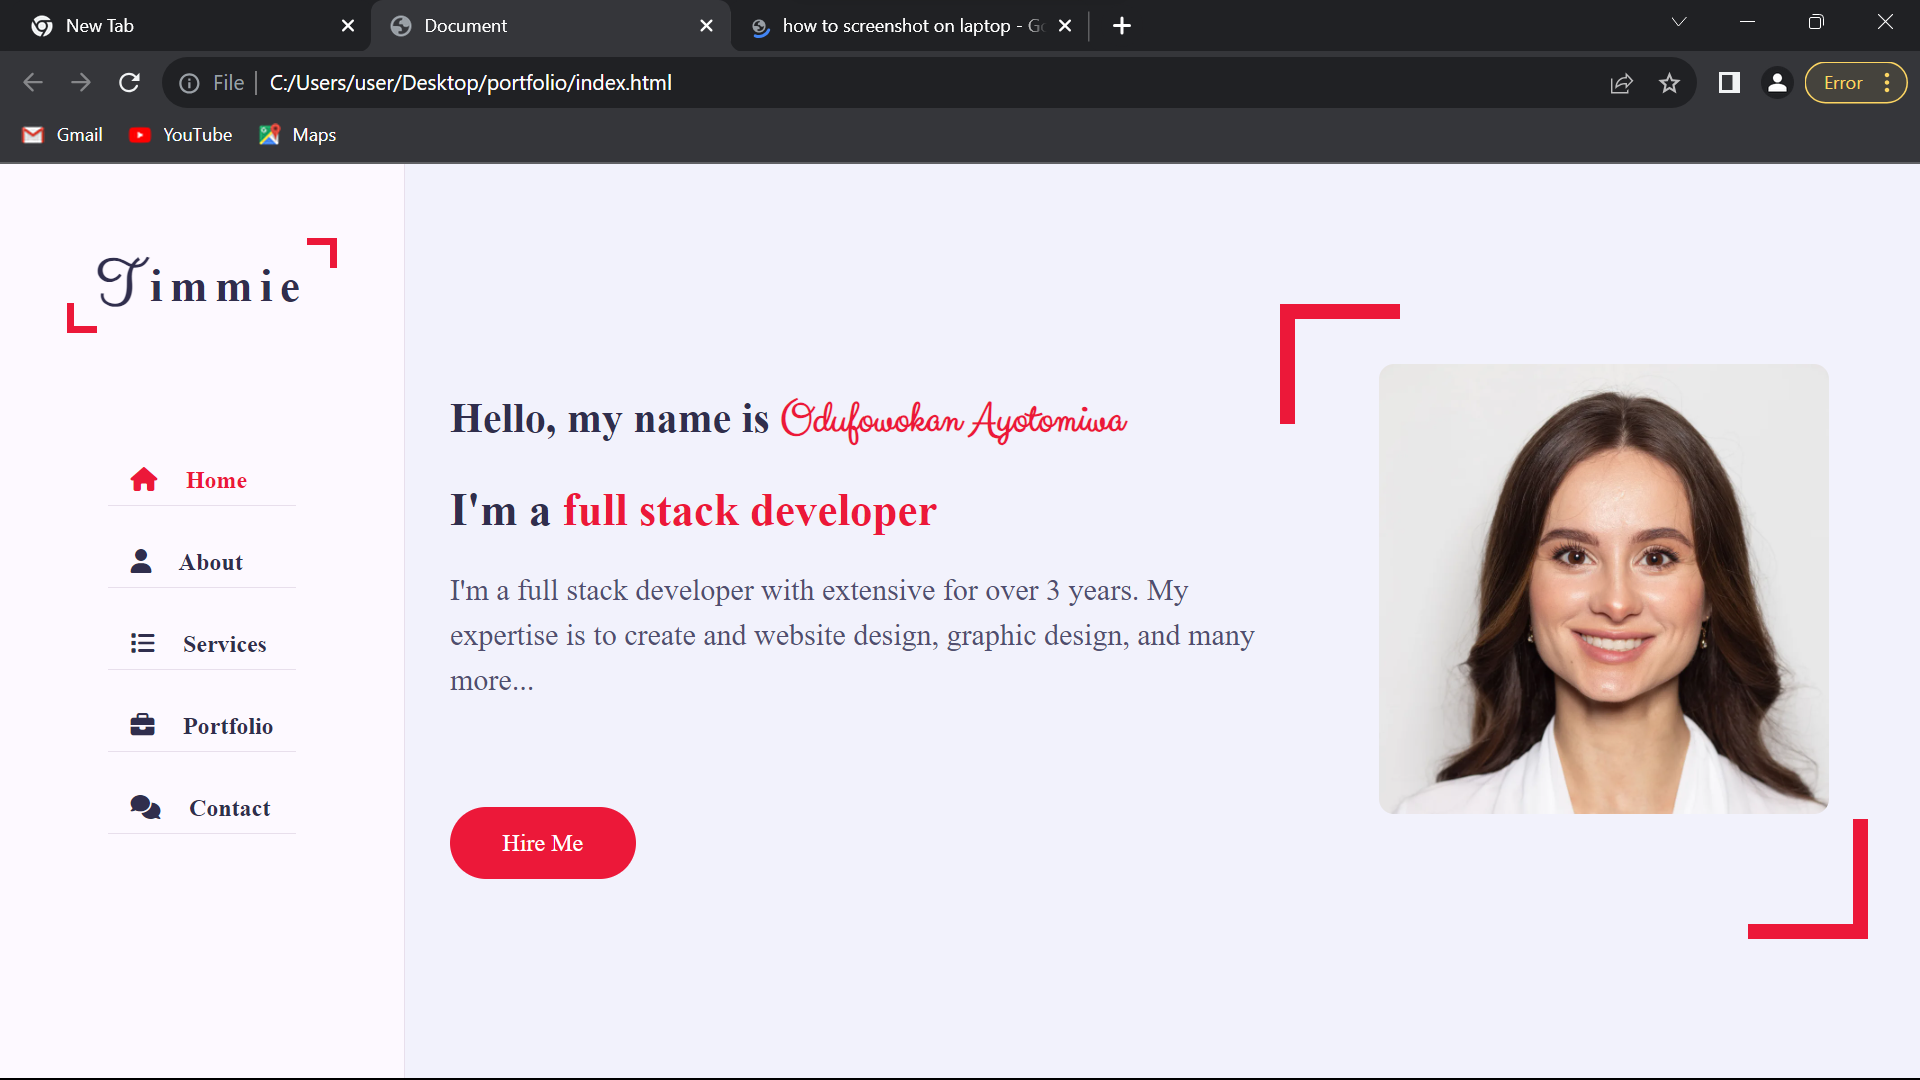 New Tab
Document
how to screenshot on laptop - G
File
C:/Users/user/Desktop/portfolio/index.html
Error
Gmail
YouTube
Maps
Timmie
Home
About
Services
Portfolio
Contact
Hello, my name is Odufowokan Ayotomiwa
I'm a full stack developer
I'm a full stack developer with extensive for over 3 years. My
expertise is to create and website design, graphic design, and many
more...
Hire Me